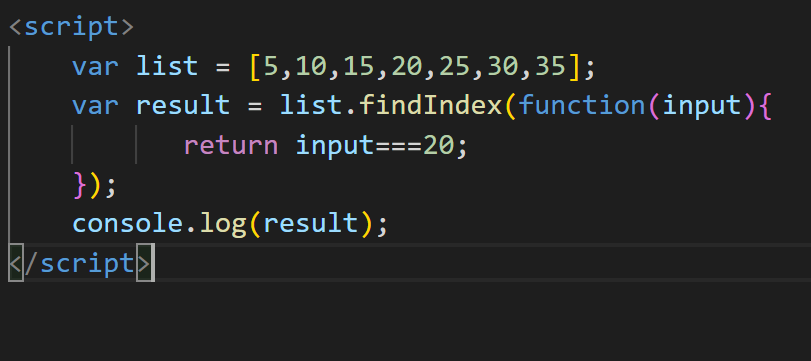 <script>
var list = [5,10,15,20,25,30,35];
var result = list.findIndex(function(input){
return input===20;
});
console.log(result);
</script>